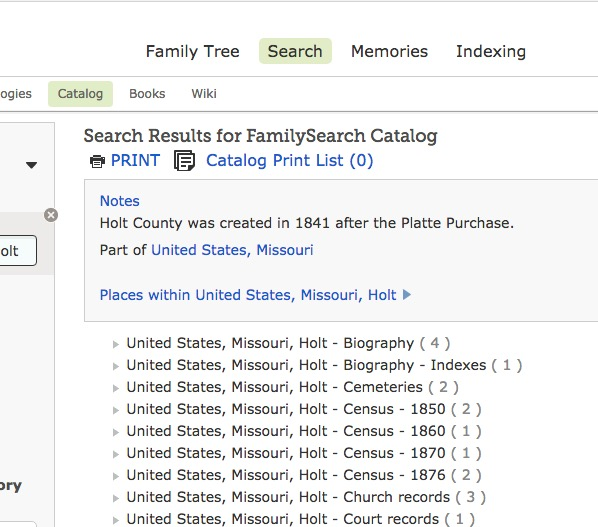 Family Tree Search Memories Indexing
ogies Catalog Books Wiki
Search Results for FamilySearch Catalog
PRINT Catalog Print List (0)
Notes
Holt County was created in 1841 after the Platte Purchase.
olt
Part of United States, Missouri
Places within United States, Missouri, Holt
United States, Missouri, Holt - Biography ( 4 )
United States, Missouri, Holt - Biography - Indexes ( 1 )
United States, Missouri, Holt - Cemeteries ( 2 )
United States, Missouri, Holt - Census - 1850 ( 2 )
United States, Missouri, Holt - Census - 1860 ( 1 )
United States, Missouri, Holt - Census - 1870 ( 1 )
United States, Missouri, Holt - Census - 1876 ( 2 )
ory
United States, Missouri, Holt - Church records ( 3 )
United States, Missouri, Holt - Court records ( 1 )